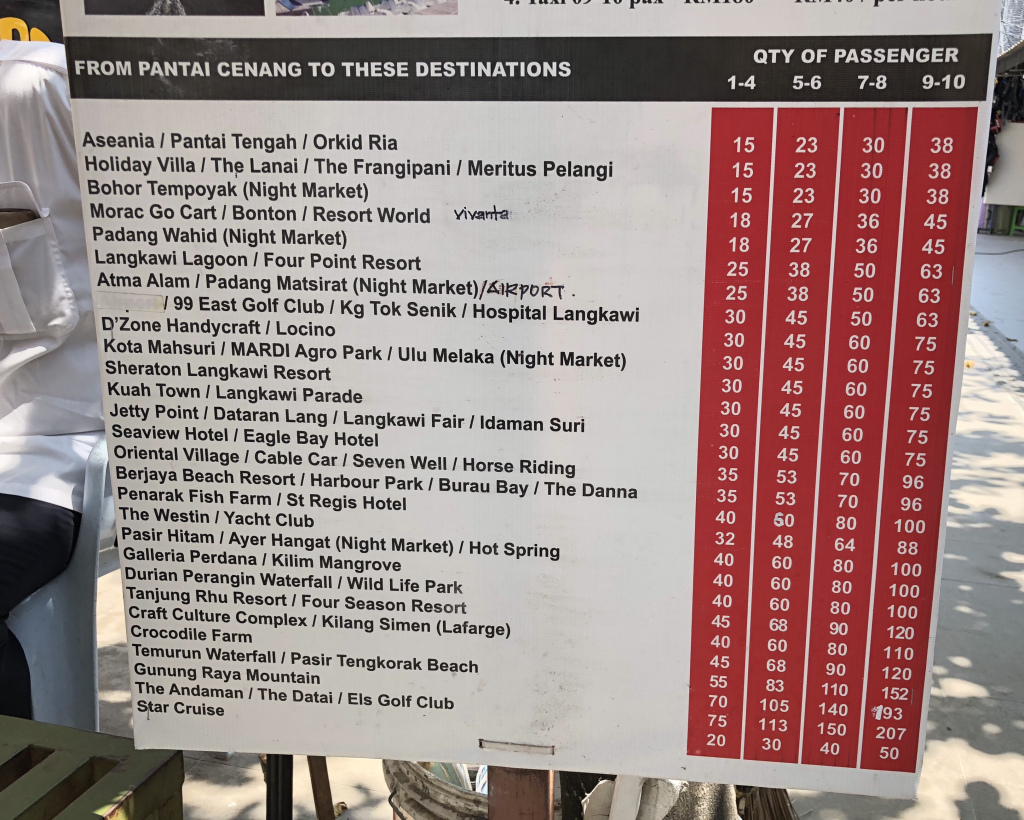 4. Taxi 09-10 pax
FROM PANTAI CENANG TO THESE DESTINATIONS QTY OF PASSENGER
1-4 5-6 7-8 9-10
Aseania / Pantai Tengah / Orkid Ria 15 23 30 38
Holiday Villa / The Lanai / The Frangipani / Meritus Pelangi 15 23 30 38
Bohor Tempoyak (Night Market) 15 23 30 38
Morac Go Cart / Bonton / Resort World vivanta 18 27 36 45
Padang Wahid (Night Market) 18 27 36 45
Langkawi Lagoon / Four Point Resort 25 38 50 63
Atma Alam / Padang Matsirat (Night Market)/AIRPORT. 25 38 50 63
/ 99 East Golf Club / Kg Tok Senik / Hospital Langkawi 30 45 50 63
D'Zone Handycraft / Locino 30 45 60 75
Kota Mahsuri / MARDI Agro Park / Ulu Melaka (Night Market) 30 45 60 75
Sheraton Langkawi Resort 30 45 60 75
Kuah Town / Langkawi Parade 30 45 60 75
Jetty Point / Dataran Lang / Langkawi Fair / Idaman Suri 30 45 60 75
Seaview Hotel / Eagle Bay Hotel 30 45 60 75
Oriental Village / Cable Car / Seven Well / Horse Riding 35 53 70 96
Berjaya Beach Resort / Harbour Park / Burau Bay / The Danna 35 53 70 96
Penarak Fish Farm / St Regis Hotel 40 60 80 100
The Westin / Yacht Club 32 48 64 88
Pasir Hitam / Ayer Hangat (Night Market) / Hot Spring 40 60 80 100
Galleria Perdana / Kilim Mangrove 40 60 80 100
Durian Perangin Waterfall / Wild Life Park 40 60 80 100
Tanjung Rhu Resort / Four Season Resort 45 68 90 120
Craft Culture Complex / Kilang Simen (Lafarge) 40 60 80 110
Crocodile Farm 45 68 90 120
Temurun Waterfall / Pasir Tengkorak Beach 55 83 110 152
Gunung Raya Mountain 70 105 140 193
The Andaman / The Datai / Els Golf Club 75 113 150 207
Star Cruise 20 30 40 50